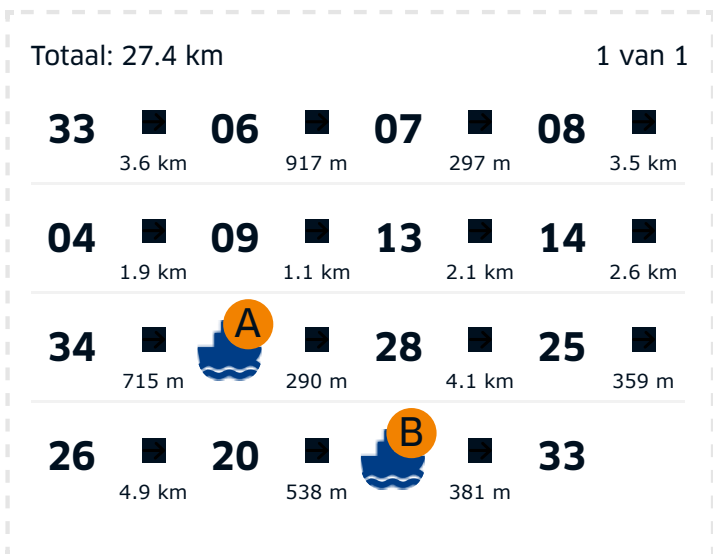 Totaal: 27.4 km 1 van 1
33 → 06 → 07 → 08 →
3.6 km 917 m 297 m 3.5 km
04 → 09 → 13 → 14 →
1.9 km 1.1 km 2.1 km 2.6 km
34 → A → 28 → 25 →
715 m 290 m 4.1 km 359 m
26 → 20 → B → 33
4.9 km 538 m 381 m